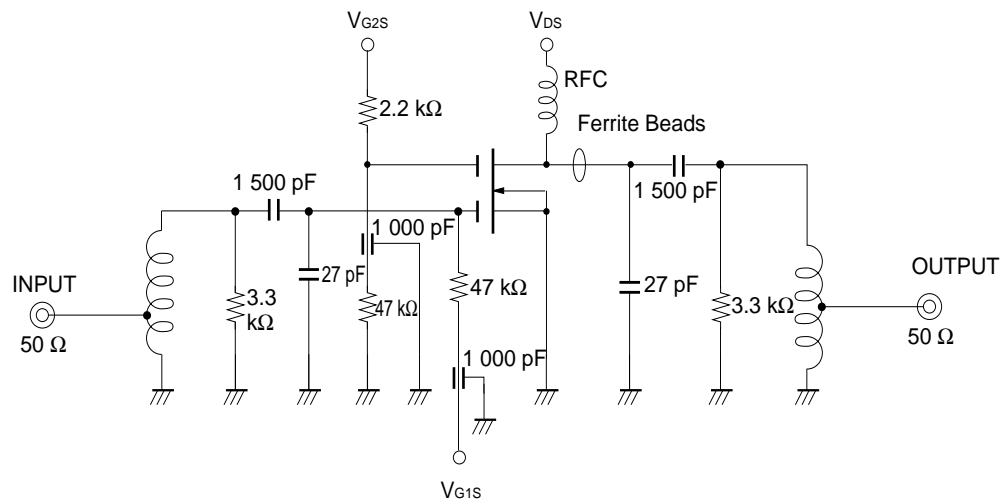 VG2S
VDS
RFC
2.2 kΩ
Ferrite Beads
1 500 pF
1 500 pF
1 000 pF
INPUT
27 pF
47 kΩ
27 pF
OUTPUT
3.3
kΩ
47 kΩ
3.3 kΩ
50 Ω
50 Ω
1 000 pF
VG1S